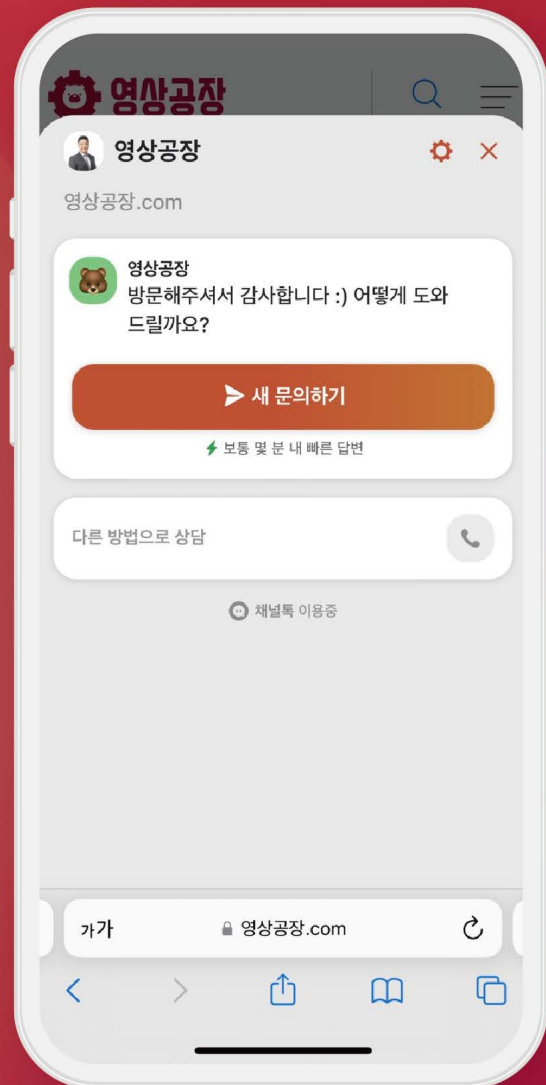 영상공장
영상공장
영상공장.com
영상공장
방문해주셔서 감사합니다 :) 어떻게 도와
드릴까요?
새 문의하기
보통 몇 분 내 빠른 답변
다른 방법으로 상담
채널톡 이용중
가가 영상공장.com